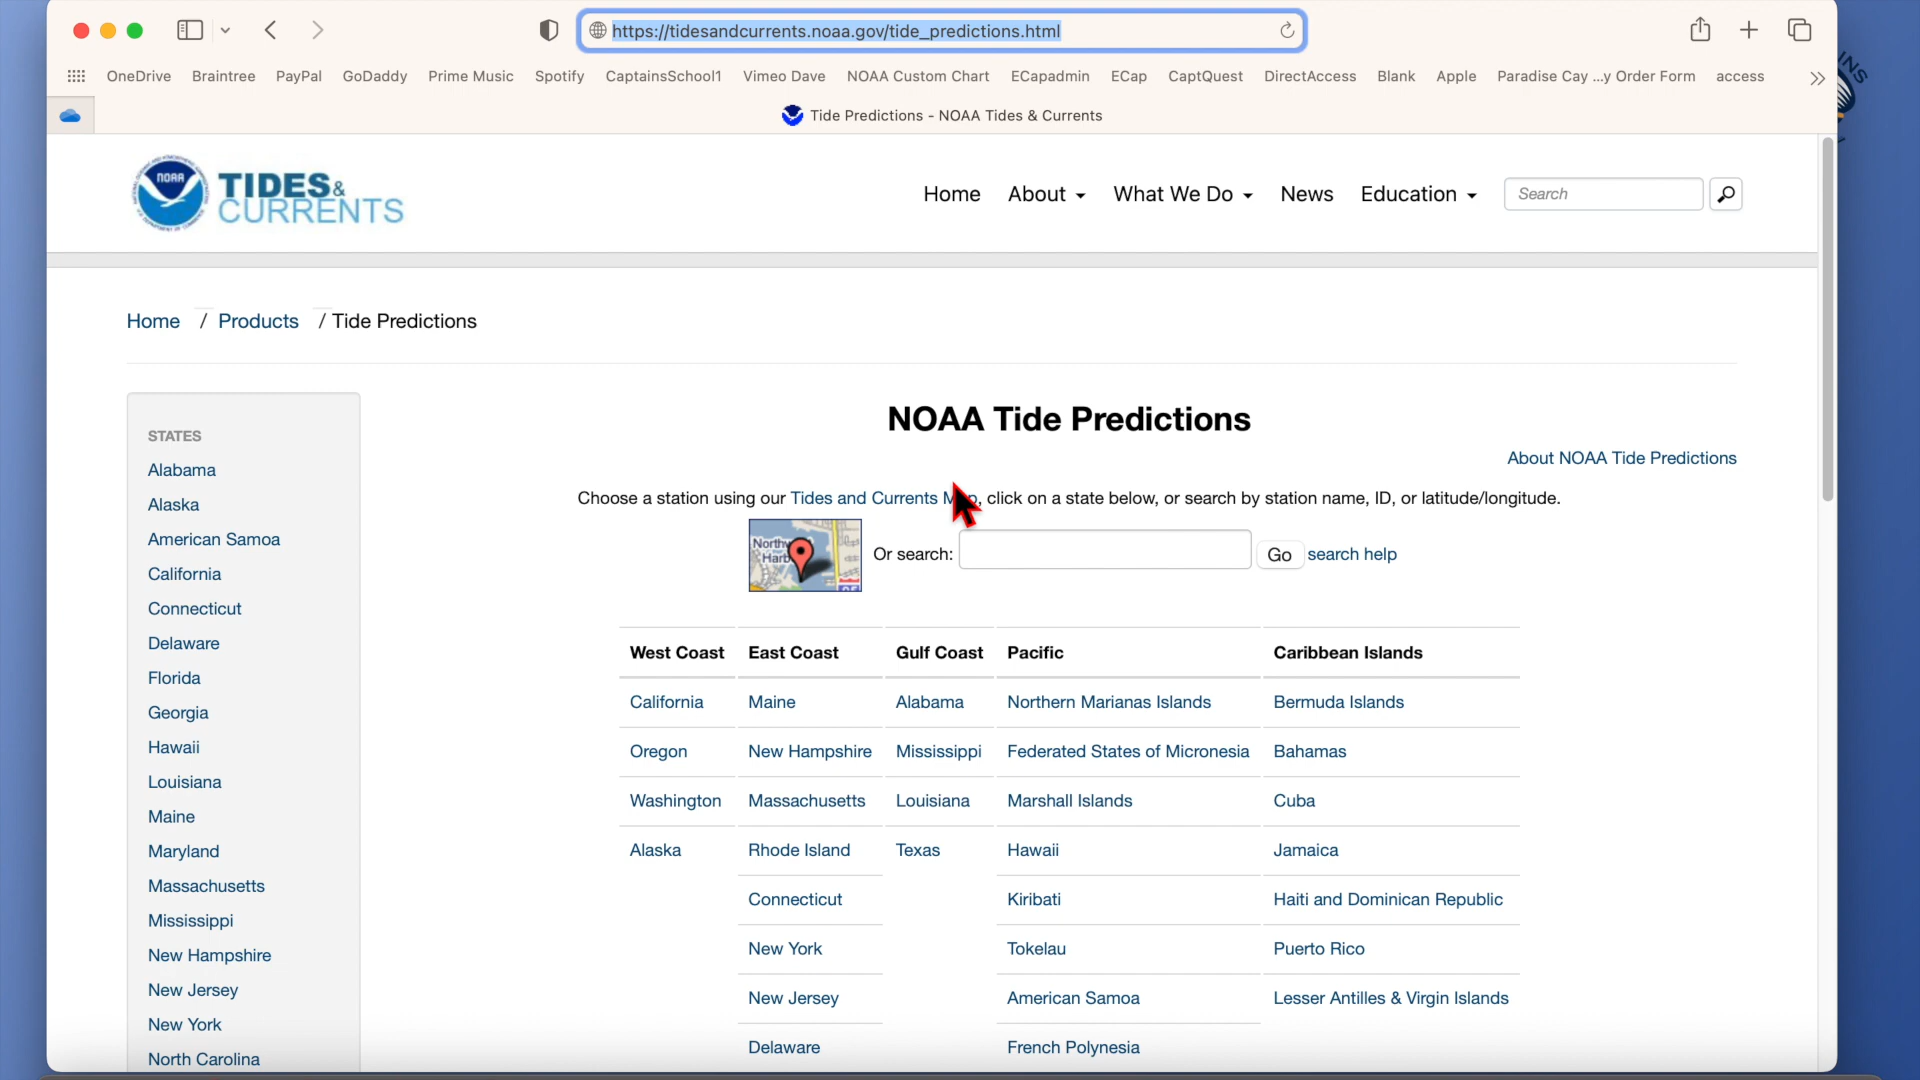 https://tidesandcurrents.noaa.gov/tide_predictions.html
OneDrive Braintree PayPal GoDaddy Prime Music Spotify CaptainsSchool1 Vimeo Dave NOAA Custom Chart ECapadmin ECap CaptQuest DirectAccess Blank Apple Paradise Cay ...y Order Form access
Tide Predictions - NOAA Tides & Currents
NOAA
TIDES &
CURRENTS
Home About What We Do News Education Search
Home / Products / Tide Predictions
STATES
Alabama
Alaska
American Samoa
California
Connecticut
Delaware
Florida
Georgia
Hawaii
Louisiana
Maine
Maryland
Massachusetts
Mississippi
New Hampshire
New Jersey
New York
North Carolina
NOAA Tide Predictions
About NOAA Tide Predictions
Choose a station using our Tides and Currents Map, click on a state below, or search by station name, ID, or latitude/longitude.
Or search: Go search help
West Coast East Coast Gulf Coast Pacific Caribbean Islands
California Maine Alabama Northern Marianas Islands Bermuda Islands
Oregon New Hampshire Mississippi Federated States of Micronesia Bahamas
Washington Massachusetts Louisiana Marshall Islands Cuba
Alaska Rhode Island Texas Hawaii Jamaica
Connecticut Kiribati Haiti and Dominican Republic
New York Tokelau Puerto Rico
New Jersey American Samoa Lesser Antilles & Virgin Islands
Delaware French Polynesia